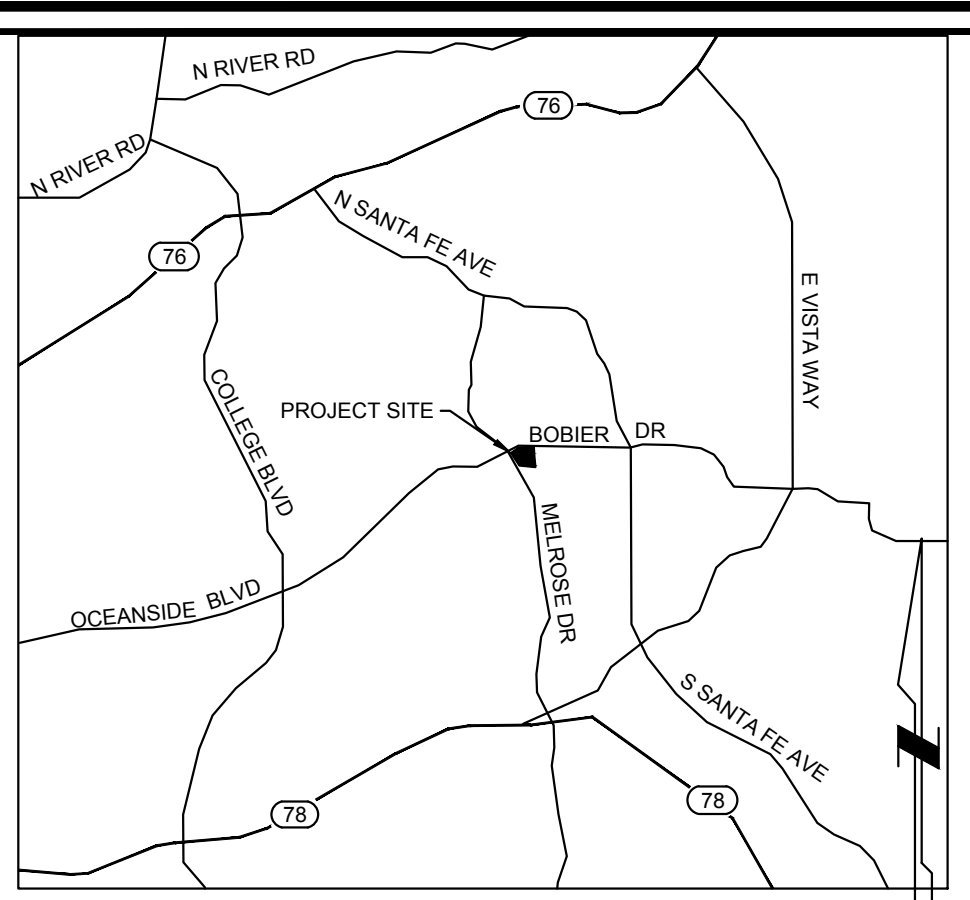 N RIVER RD
76
N RIVER RD
N SANTA FE AVE
76
E VISTA WAY
COLLEGE BLVD
PROJECT SITE
BOBIER DR
MELROSE DR
OCEANSIDE BLVD
S SANTA FE AVE
78
78